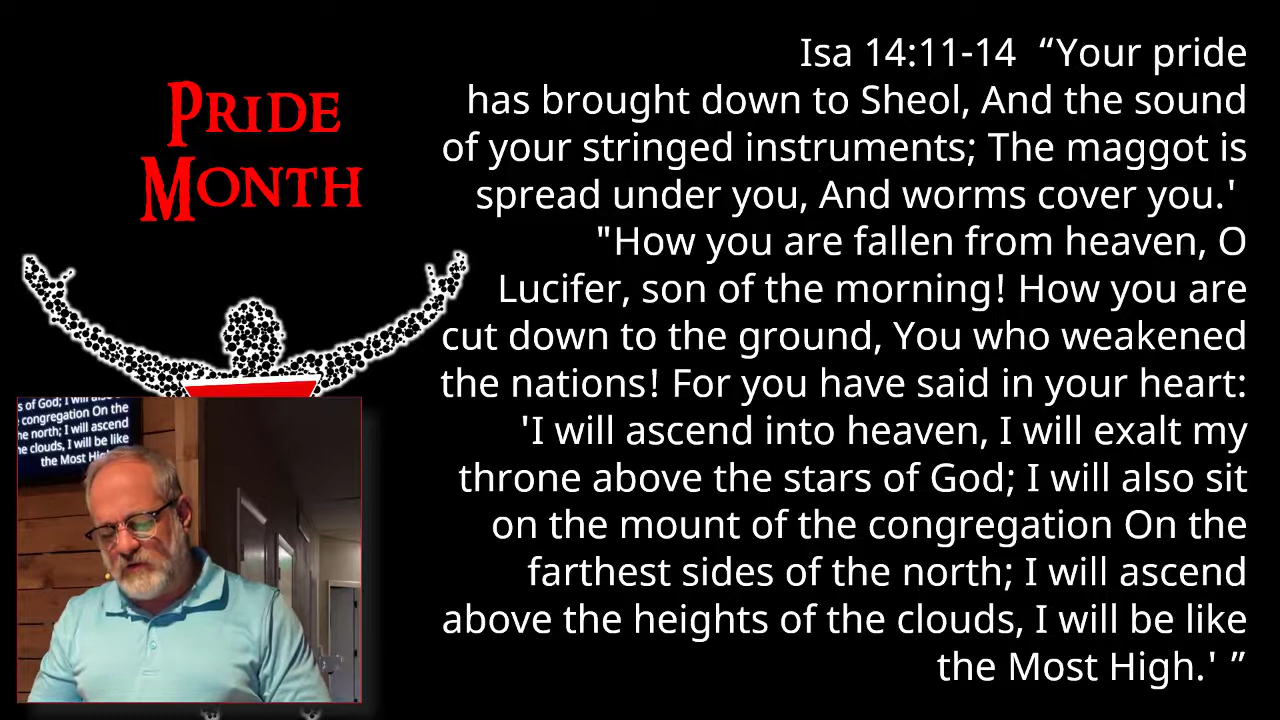 PRIDE
MONTH
Isa 14:11-14 “Your pride
has brought down to Sheol, And the sound
of your stringed instruments; The maggot is
spread under you, And worms cover you.'
"How you are fallen from heaven, O
Lucifer, son of the morning! How you are
cut down to the ground, You who weakened
the nations! For you have said in your heart:
'I will ascend into heaven, I will exalt my
throne above the stars of God; I will also sit
on the mount of the congregation On the
farthest sides of the north; I will ascend
above the heights of the clouds, I will be like
the Most High.' ”
s of God; I will
congregation On the
he north; I will ascend
e clouds, I will be like
the Most High